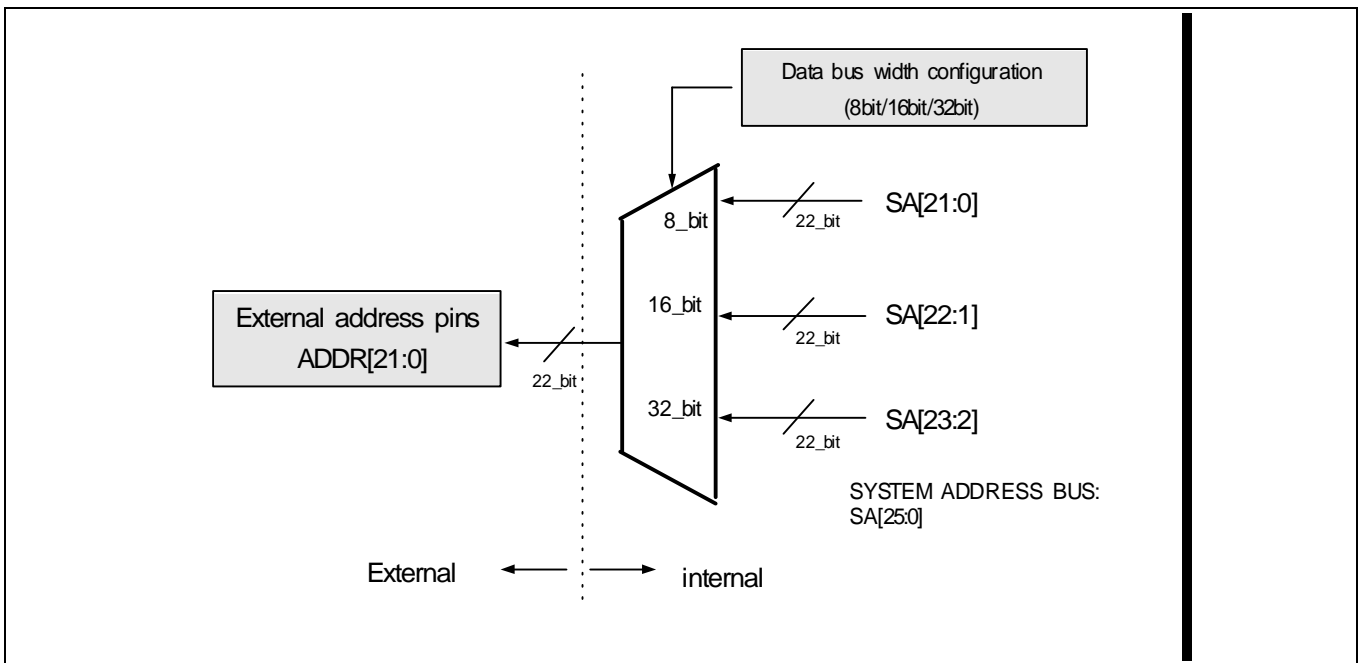 Data bus width configuration
(8bit/16bit/32bit)
8_bit
22_bit
SA[21:0]
External address pins
ADDR[21:0]
22_bit
16_bit
22_bit
SA[22:1]
32_bit
22_bit
SA[23:2]
SYSTEM ADDRESS BUS:
SA[25:0]
External
internal